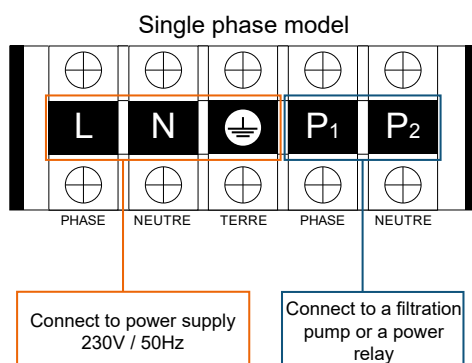 Single phase model
L N P1 P2
PHASE NEUTRE TERRE PHASE NEUTRE
Connect to power supply
230V / 50Hz
Connect to a filtration
pump or a power
relay